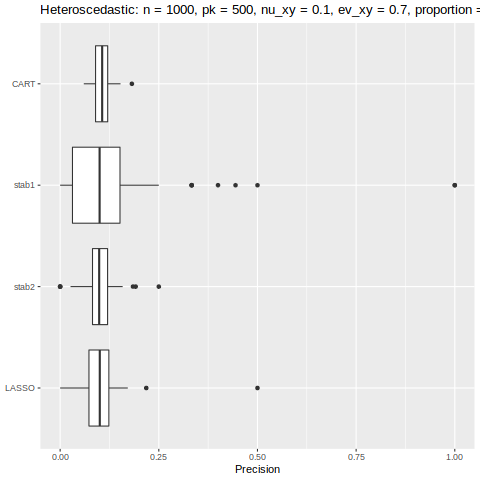 Heteroscedastic: n = 1000, pk = 500, nu_xy = 0.1, ev_xy = 0.7, proportion =
CART
stab1
stab2
LASSO
0.00 0.25 0.50 0.75 1.00
Precision